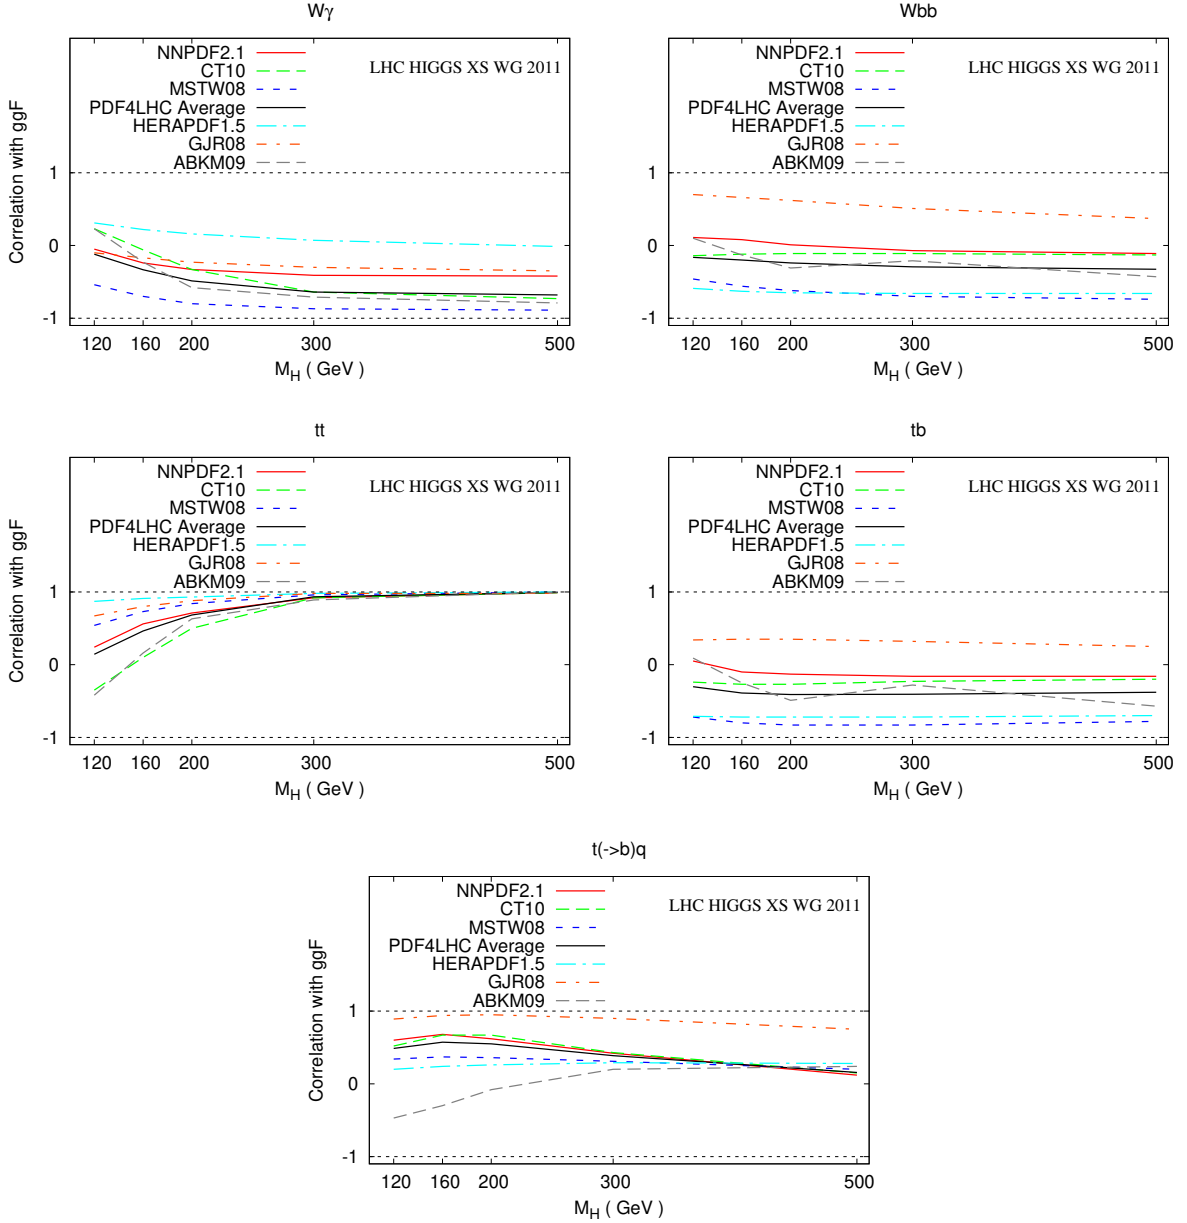 Wγ
NNPDF2.1
CT10
MSTW08
PDF4LHC Average
HERAPDF1.5
GJR08
ABKM09
LHC HIGGS XS WG 2011
Correlation with ggF
1
0
-1
120 160 200 300 500
M_H ( GeV )
Wbb
NNPDF2.1
CT10
MSTW08
PDF4LHC Average
HERAPDF1.5
GJR08
ABKM09
LHC HIGGS XS WG 2011
1
0
-1
120 160 200 300 500
M_H ( GeV )
tt
NNPDF2.1
CT10
MSTW08
PDF4LHC Average
HERAPDF1.5
GJR08
ABKM09
LHC HIGGS XS WG 2011
Correlation with ggF
1
0
-1
120 160 200 300 500
M_H ( GeV )
tb
NNPDF2.1
CT10
MSTW08
PDF4LHC Average
HERAPDF1.5
GJR08
ABKM09
LHC HIGGS XS WG 2011
1
0
-1
120 160 200 300 500
M_H ( GeV )
t(->b)q
NNPDF2.1
CT10
MSTW08
PDF4LHC Average
HERAPDF1.5
GJR08
ABKM09
LHC HIGGS XS WG 2011
Correlation with ggF
1
0
-1
120 160 200 300 500
M_H ( GeV )